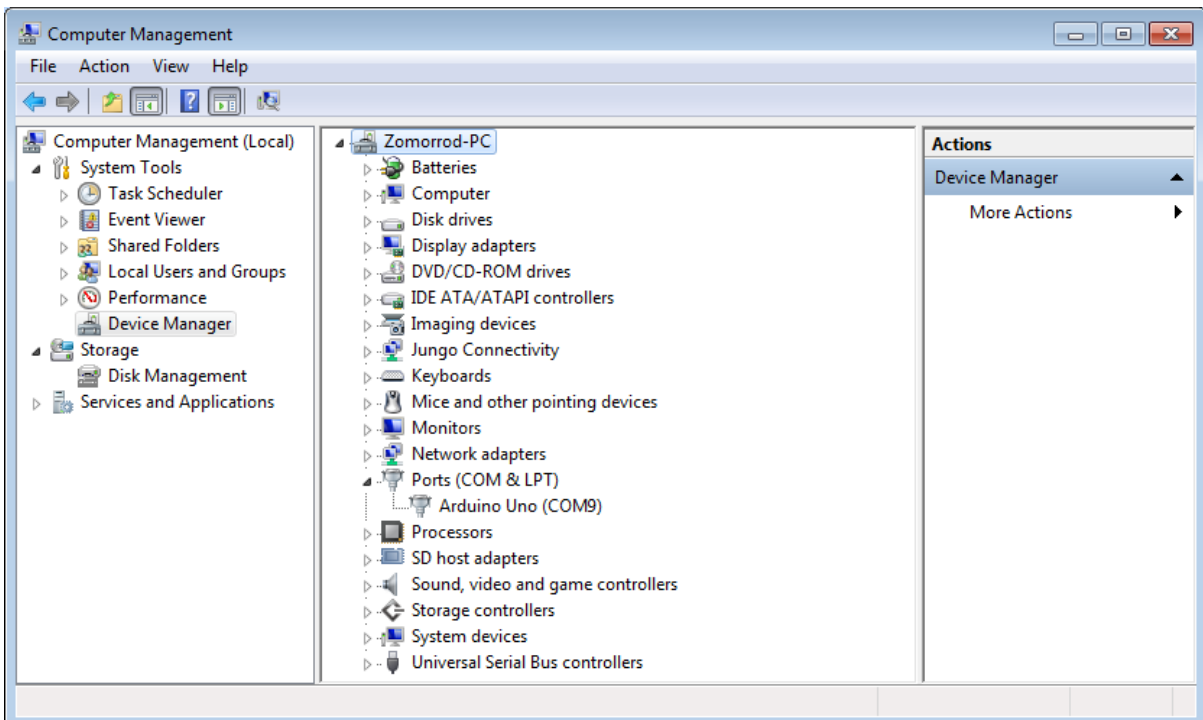 Computer Management
File Action View Help
Computer Management (Local)
System Tools
Task Scheduler
Event Viewer
Shared Folders
Local Users and Groups
Performance
Device Manager
Storage
Disk Management
Services and Applications
Zomorrod-PC
Batteries
Computer
Disk drives
Display adapters
DVD/CD-ROM drives
IDE ATA/ATAPI controllers
Imaging devices
Jungo Connectivity
Keyboards
Mice and other pointing devices
Monitors
Network adapters
Ports (COM & LPT)
Arduino Uno (COM9)
Processors
SD host adapters
Sound, video and game controllers
Storage controllers
System devices
Universal Serial Bus controllers
Actions
Device Manager
More Actions